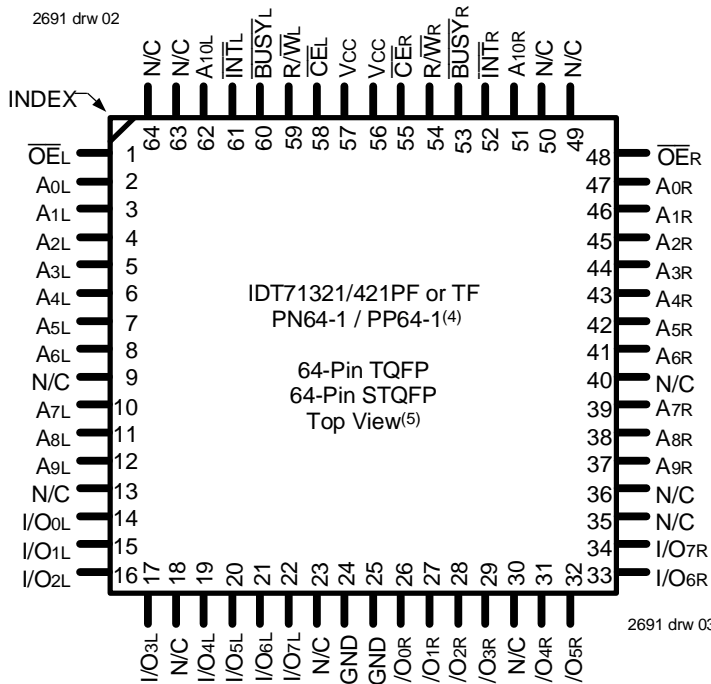 2691 drw 02
N/C
N/C
A10L
INTL
BUSYL
R/WL
CEL
VCC
VCC
CER
R/WR
BUSYR
INTR
A10R
N/C
N/C
INDEX
64
63
62
61
60
59
58
57
56
55
54
53
52
51
50
49
OEL 1
A0L 2
A1L 3
A2L 4
A3L 5
A4L 6
A5L 7
A6L 8
N/C 9
A7L 10
A8L 11
A9L 12
N/C 13
I/O0L 14
I/O1L 15
I/O2L 16
IDT71321/421PF or TF
PN64-1 / PP64-1(4)
64-Pin TQFP
64-Pin STQFP
Top View(5)
48 OER
47 A0R
46 A1R
45 A2R
44 A3R
43 A4R
42 A5R
41 A6R
40 N/C
39 A7R
38 A8R
37 A9R
36 N/C
35 N/C
34 I/O7R
33 I/O6R
17
18
19
20
21
22
23
24
25
26
27
28
29
30
31
32
I/O3L
N/C
I/O4L
I/O5L
I/O6L
I/O7L
N/C
GND
GND
/O0R
/O1R
/O2R
/O3R
N/C
/O4R
/O5R
2691 drw 03